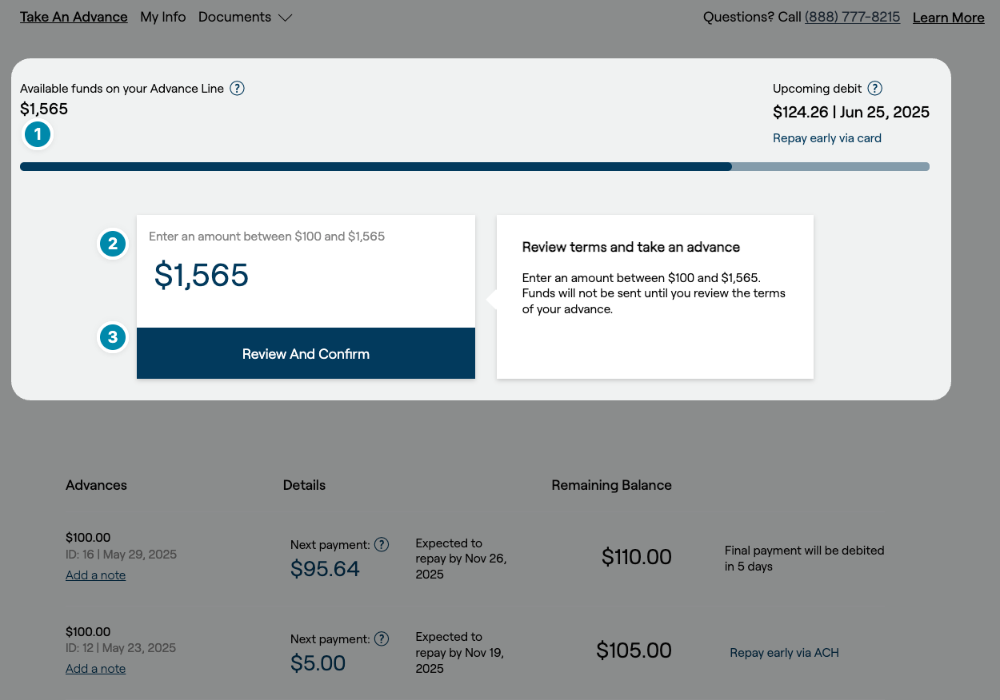 Take An Advance My Info Documents Questions? Call (888) 777-8215 Learn More
Available funds on your Advance Line ?
$1,565
1
Upcoming debit ?
$124.26 | Jun 25, 2025
Repay early via card
2
Enter an amount between $100 and $1,565
$1,565
3
Review And Confirm
Review terms and take an advance
Enter an amount between $100 and $1,565.
Funds will not be sent until you review the terms
of your advance.
Advances Details Remaining Balance
$100.00
ID: 16 | May 29, 2025
Add a note
Next payment: ?
$95.64
Expected to
repay by Nov 26,
2025
$110.00
Final payment will be debited
in 5 days
$100.00
ID: 12 | May 23, 2025
Add a note
Next payment: ?
$5.00
Expected to
repay by Nov 19,
2025
$105.00
Repay early via ACH